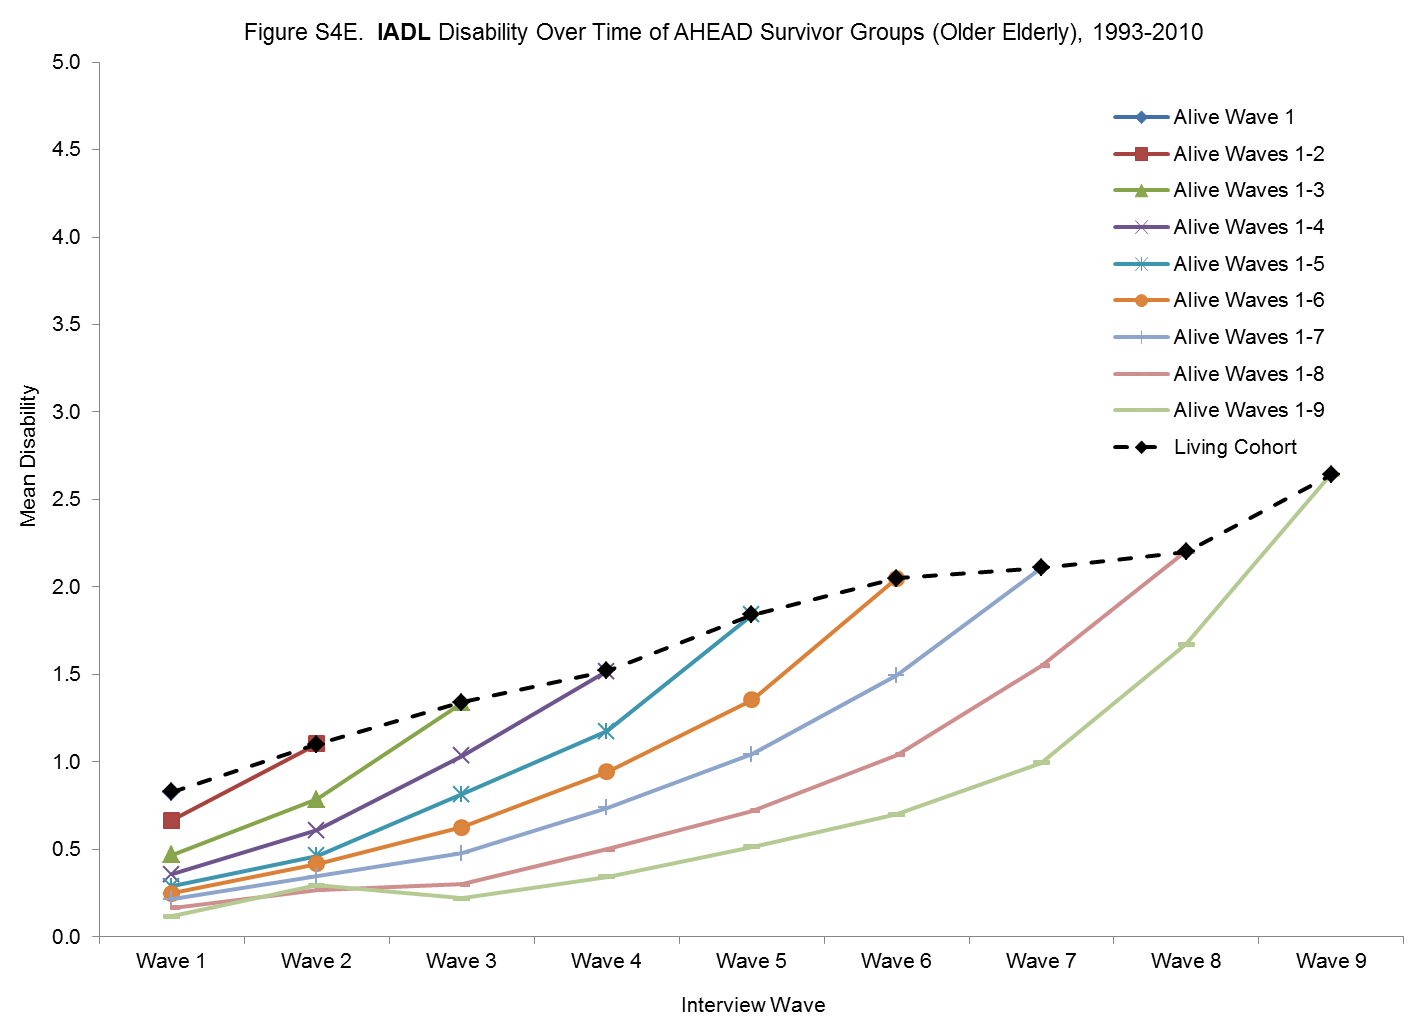 Figure S4E.  IADL Disability Over Time of AHEAD Survivor Groups (Older Elderly), 1993-2010
5.0
4.5
4.0
3.5
3.0
2.5
2.0
1.5
1.0
0.5
0.0
Mean Disability
Alive Wave 1
Alive Waves 1-2
Alive Waves 1-3
Alive Waves 1-4
Alive Waves 1-5
Alive Waves 1-6
Alive Waves 1-7
Alive Waves 1-8
Alive Waves 1-9
Living Cohort
Wave 1 Wave 2 Wave 3 Wave 4 Wave 5 Wave 6 Wave 7 Wave 8 Wave 9
Interview Wave